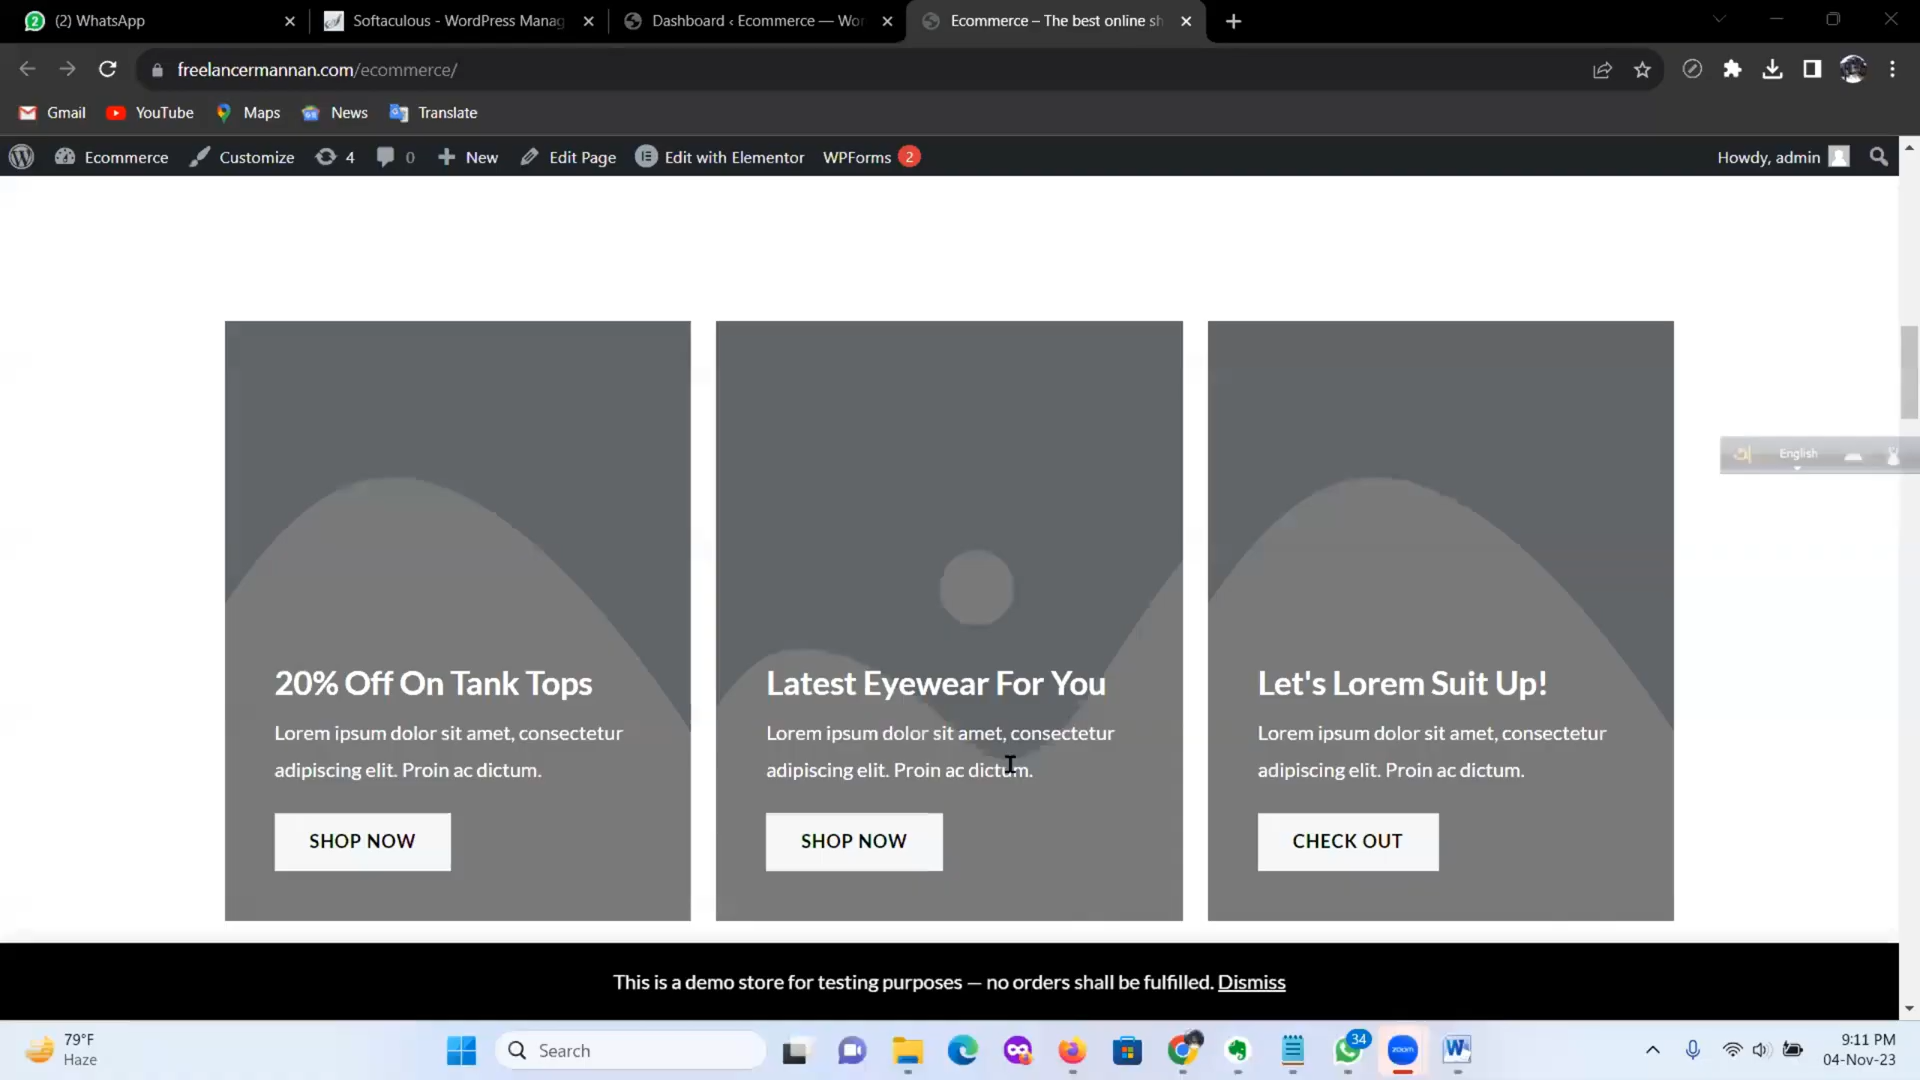 (2) WhatsApp
Softaculous - WordPress Manag
Dashboard ‹ Ecommerce — Wor
Ecommerce – The best online sh
freelancermannan.com/ecommerce/
Gmail
YouTube
Maps
News
Translate
Ecommerce
Customize
4
0
New
Edit Page
Edit with Elementor
WPForms 2
Howdy, admin
English
20% Off On Tank Tops
Lorem ipsum dolor sit amet, consectetur
adipiscing elit. Proin ac dictum.
SHOP NOW
Latest Eyewear For You
Lorem ipsum dolor sit amet, consectetur
adipiscing elit. Proin ac dictum.
SHOP NOW
Let's Lorem Suit Up!
Lorem ipsum dolor sit amet, consectetur
adipiscing elit. Proin ac dictum.
CHECK OUT
This is a demo store for testing purposes — no orders shall be fulfilled. Dismiss
79°F
Haze
Search
34
zoom
9:11 PM
04-Nov-23